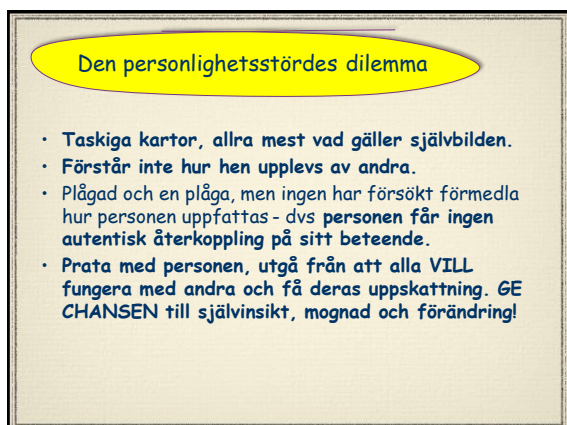 Den personlighetsstördes dilemma
• Taskiga kartor, allra mest vad gäller självbilden.
• Förstår inte hur hen upplevs av andra.
• Plågad och en plåga, men ingen har försökt förmedla
hur personen uppfattas - dvs personen får ingen
autentisk återkoppling på sitt beteende.
• Prata med personen, utgå från att alla VILL
fungera med andra och få deras uppskattning. GE
CHANSEN till självinsikt, mognad och förändring!